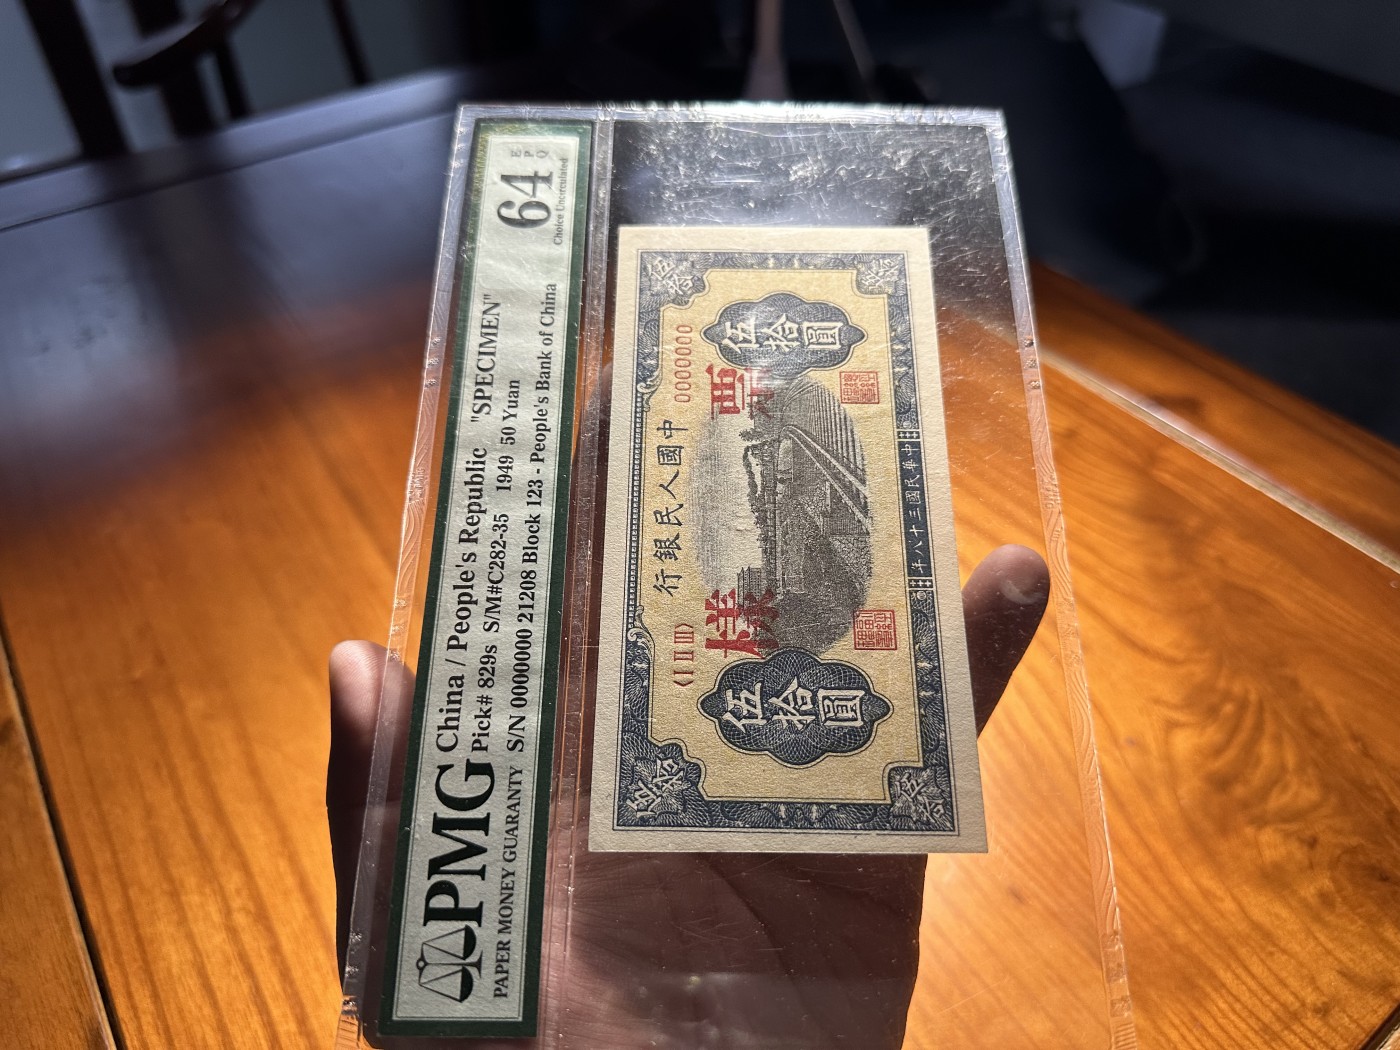 PMG
PAPER MONEY GUARANTY
China / People's Republic "SPECIMEN"
Pick# 829s S/M#C282-35 1949 50 Yuan
S/N 0000000 21208 Block 123 - People's Bank of China
64
EPQ
Choice Uncirculated
行銀民人國中
〈I II III〉
0000000
圓拾伍
圓拾伍
樣
年八十三國民華中